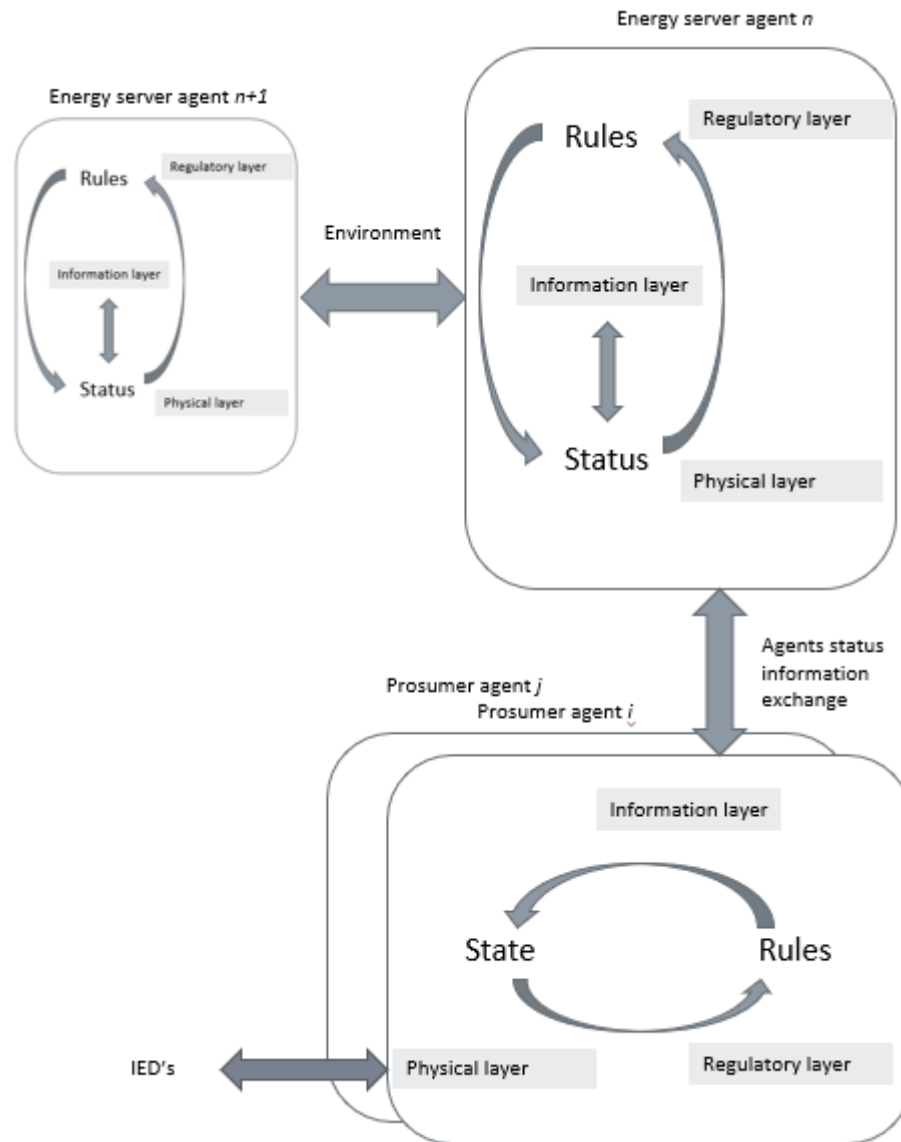 Energy server agent n
Energy server agent n+1
Regulatory layer
Rules
Regulatory layer
Rules
Environment
Information layer
Information layer
Status
Physical layer
Status
Physical layer
Agents status
information
exchange
Prosumer agent j
Prosumer agent i
Information layer
State
Rules
IED's
Physical layer
Regulatory layer